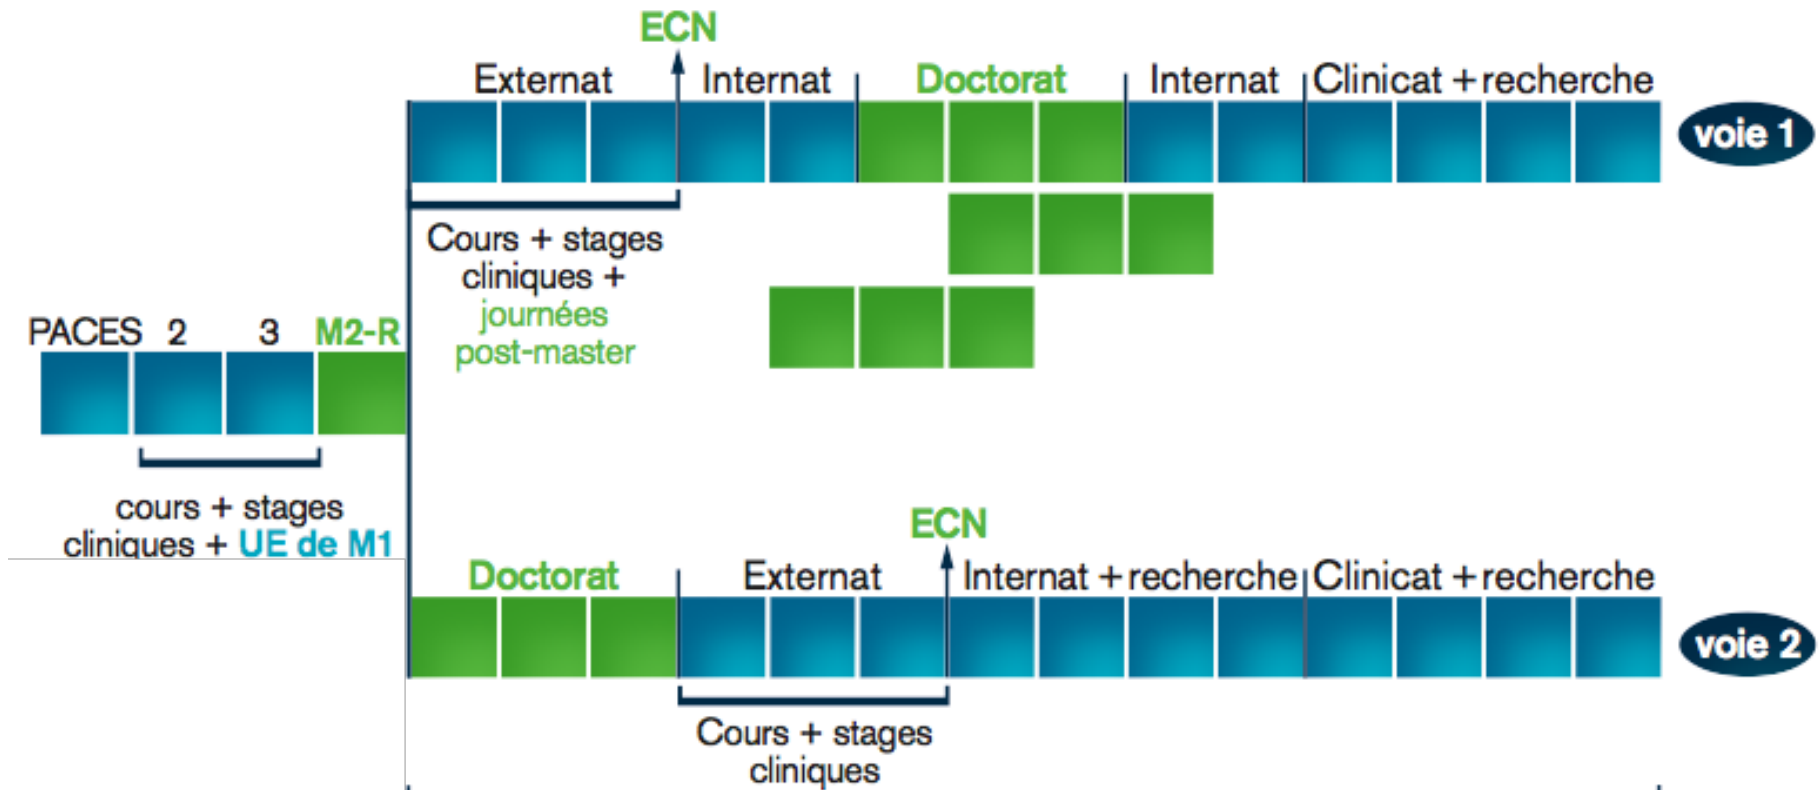 ECN
Externat Internat Doctorat Internat Clinicat + recherche
voie 1
Cours + stages
cliniques +
journées
post-master
PACES 2 3 M2-R
cours + stages
cliniques + UE de M1
ECN
Doctorat Externat Internat + recherche Clinicat + recherche
voie 2
Cours + stages
cliniques